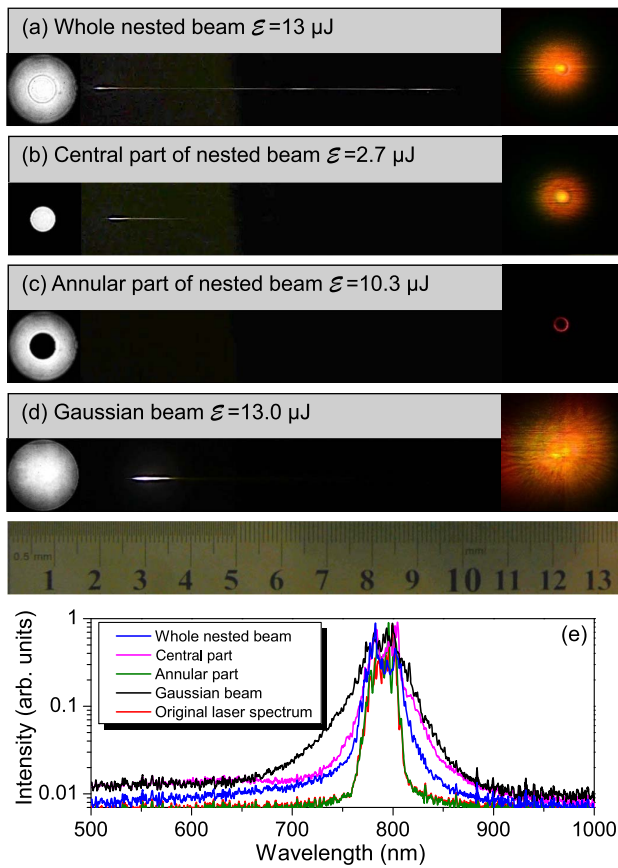 (a) Whole nested beam ℰ=13 µJ
(b) Central part of nested beam ℰ=2.7 µJ
(c) Annular part of nested beam ℰ=10.3 µJ
(d) Gaussian beam ℰ=13.0 µJ
0.5 mm
mm
1 2 3 4 5 6 7 8 9 10 11 12 13
(e)
Whole nested beam
Central part
Annular part
Gaussian beam
Original laser spectrum
Intensity (arb. units)
1
0.1
0.01
500 600 700 800 900 1000
Wavelength (nm)